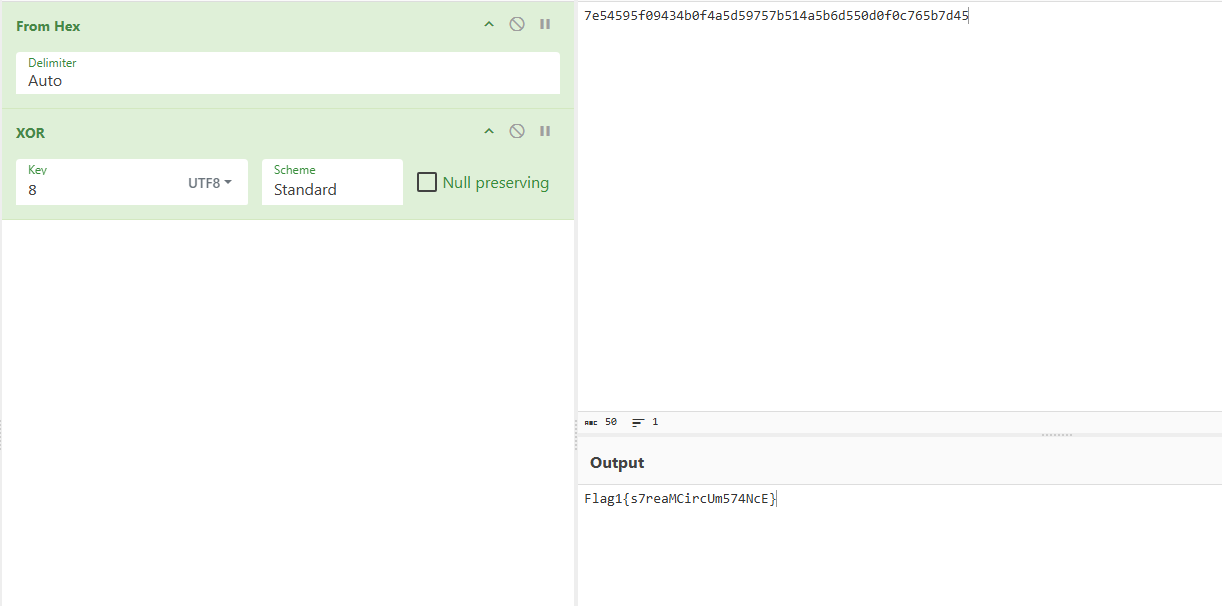 From Hex
Delimiter
Auto
XOR
Key
8
UTF8
Scheme
Standard
Null preserving
7e54595f09434b0f4a5d59757b514a5b6d550d0f0c765b7d45
ABC 50 1
Output
Flag1{s7reaMCircUm574NcE}